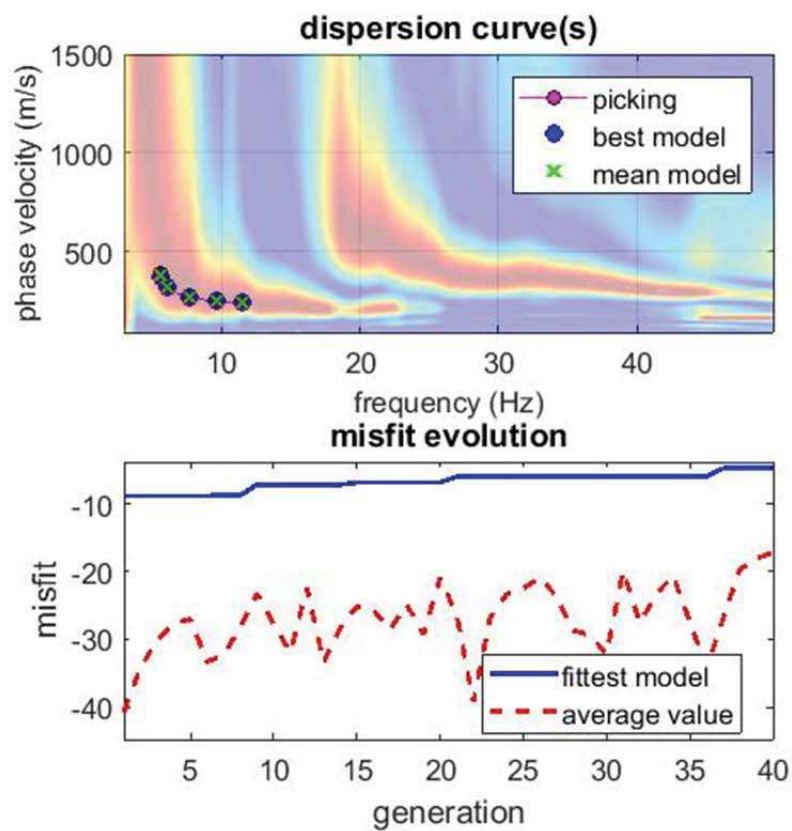 dispersion curve(s)
1500
1000
500
phase velocity (m/s)
picking
best model
mean model
10
20
30
40
frequency (Hz)
misfit evolution
-10
-20
-30
-40
misfit
fittest model
average value
5
10
15
20
25
30
35
40
generation